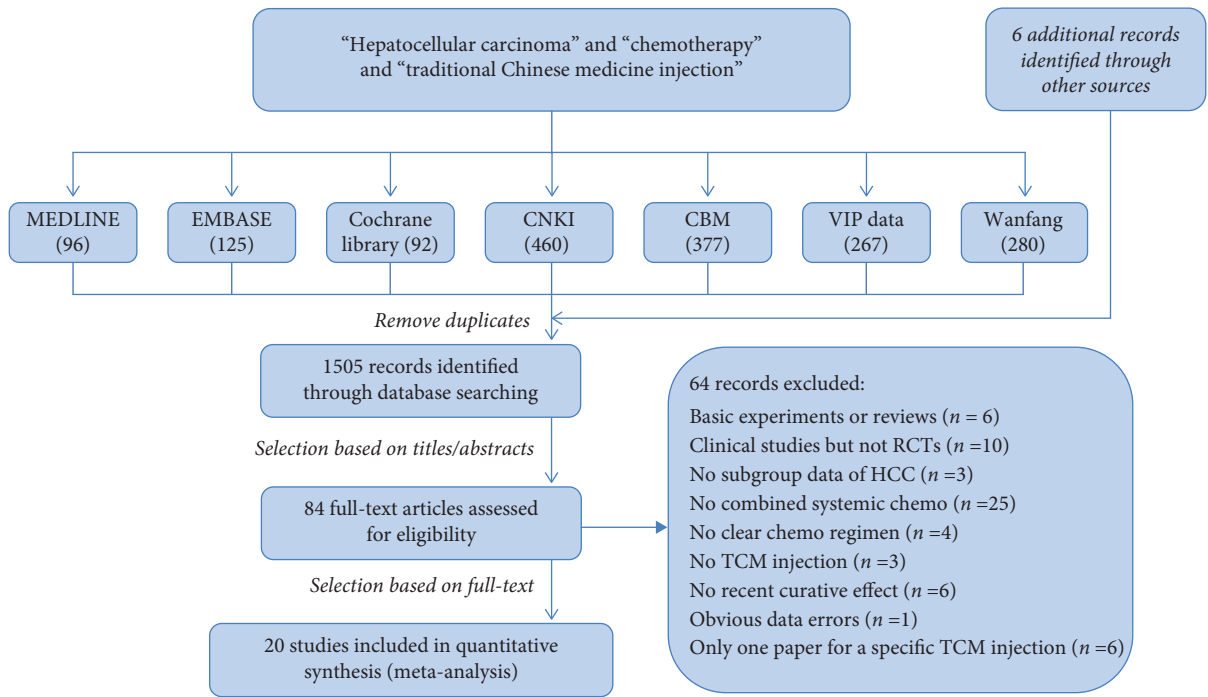 “Hepatocellular carcinoma” and “chemotherapy”
and “traditional Chinese medicine injection”
6 additional records
identified through
other sources
MEDLINE
(96)
EMBASE
(125)
Cochrane
library (92)
CNKI
(460)
CBM
(377)
VIP data
(267)
Wanfang
(280)
Remove duplicates
1505 records identified
through database searching
Selection based on titles/abstracts
84 full-text articles assessed
for eligibility
Selection based on full-text
20 studies included in quantitative
synthesis (meta-analysis)
64 records excluded:
Basic experiments or reviews (n = 6)
Clinical studies but not RCTs (n =10)
No subgroup data of HCC (n =3)
No combined systemic chemo (n =25)
No clear chemo regimen (n =4)
No TCM injection (n =3)
No recent curative effect (n =6)
Obvious data errors (n =1)
Only one paper for a specific TCM injection (n =6)